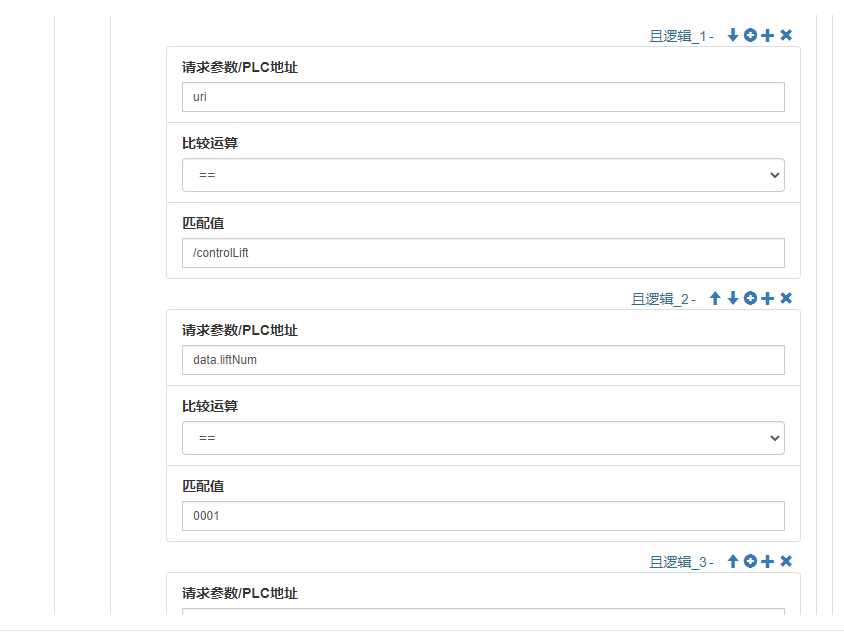 且逻辑_1 -
请求参数/PLC地址
uri
比较运算
==
匹配值
/controlLift
且逻辑_2 -
请求参数/PLC地址
data.liftNum
比较运算
==
匹配值
0001
且逻辑_3 -
请求参数/PLC地址